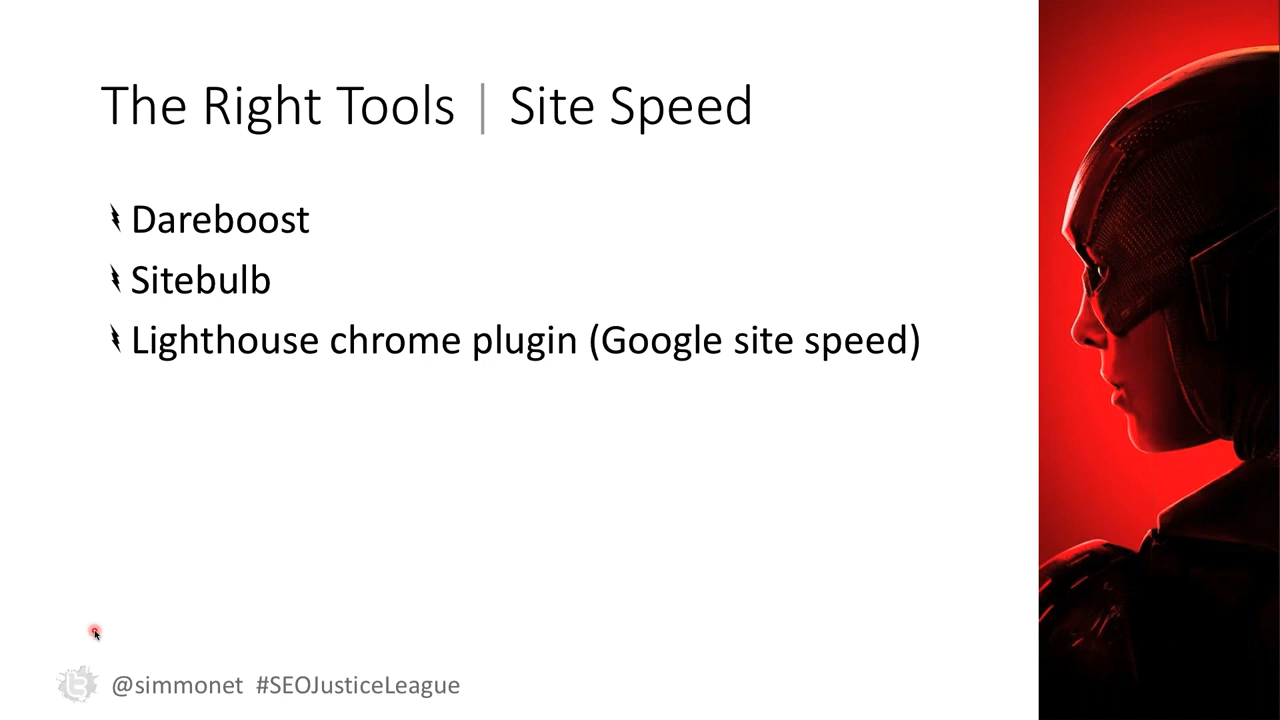 The Right Tools | Site Speed
Dareboost
Sitebulb
Lighthouse chrome plugin (Google site speed)
@simmonet #SEOJusticeLeague